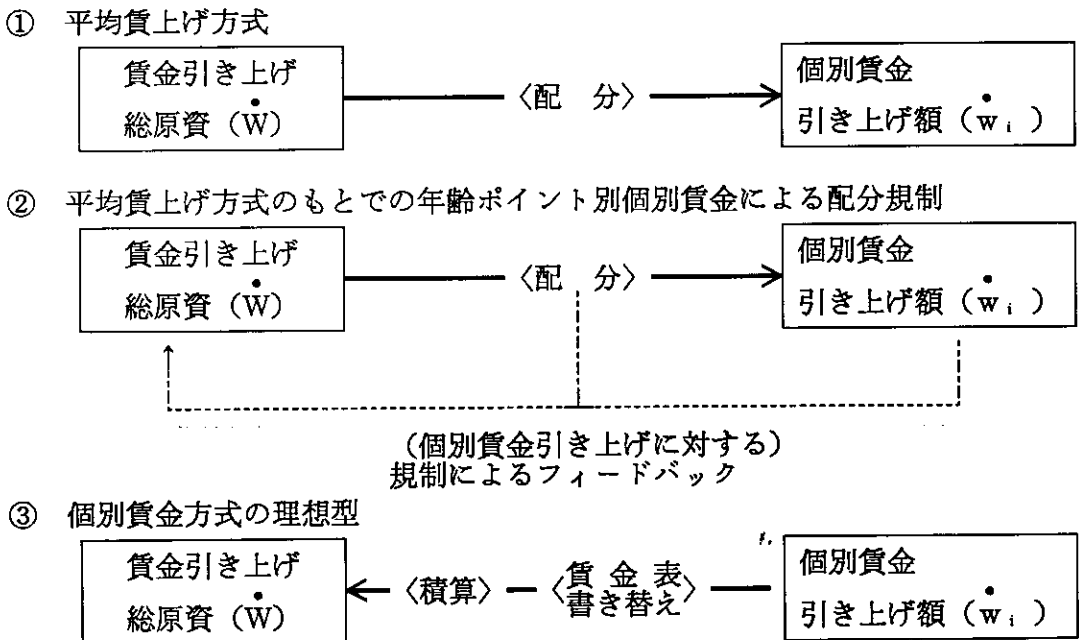 ① 平均賃上げ方式
賃金引き上げ
総原資（Ẇ）
〈配 分〉
個別賃金
引き上げ額（ẇᵢ）
② 平均賃上げ方式のもとでの年齢ポイント別個別賃金による配分規制
賃金引き上げ
総原資（Ẇ）
〈配 分〉
個別賃金
引き上げ額（ẇᵢ）
（個別賃金引き上げに対する）
規制によるフィードバック
③ 個別賃金方式の理想型
賃金引き上げ
総原資（Ẇ）
〈積算〉
〈賃 金 表
書き替え〉
個別賃金
引き上げ額（ẇᵢ）